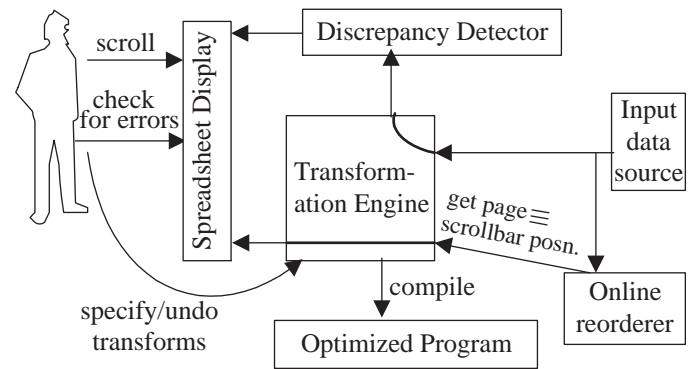 scroll
check
for errors
Spreadsheet Display
Discrepancy Detector
Transform-
ation Engine
Input
data
source
get page≡
scrollbar posn.
Online
reorderer
compile
specify/undo
transforms
Optimized Program